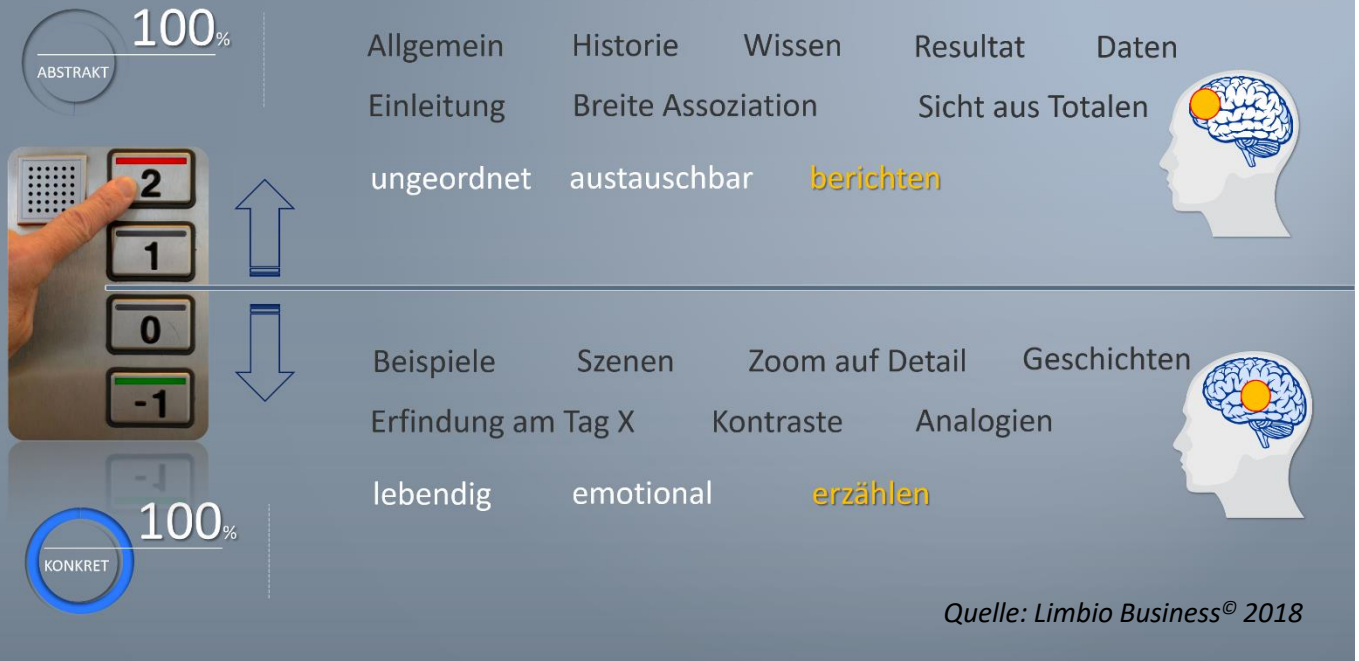 100%
ABSTRAKT
Allgemein Historie Wissen Resultat Daten
Einleitung Breite Assoziation Sicht aus Totalen
ungeordnet austauschbar berichten
2
1
0
-1
Beispiele Szenen Zoom auf Detail Geschichten
Erfindung am Tag X Kontraste Analogien
lebendig emotional erzählen
100%
KONKRET
Quelle: Limbio Business© 2018